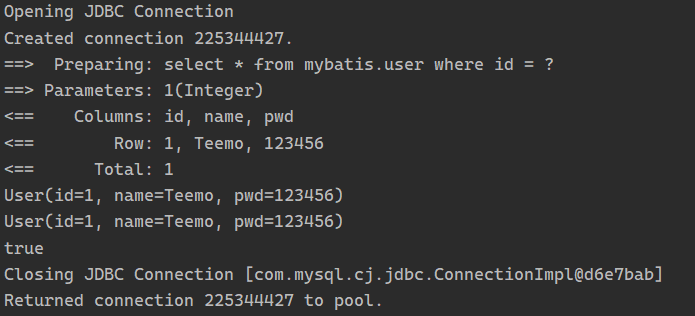 Opening JDBC Connection
Created connection 225344427.
==>  Preparing: select * from mybatis.user where id = ?
==> Parameters: 1(Integer)
<==    Columns: id, name, pwd
<==        Row: 1, Teemo, 123456
<==      Total: 1
User(id=1, name=Teemo, pwd=123456)
User(id=1, name=Teemo, pwd=123456)
true
Closing JDBC Connection [com.mysql.cj.jdbc.ConnectionImpl@d6e7bab]
Returned connection 225344427 to pool.